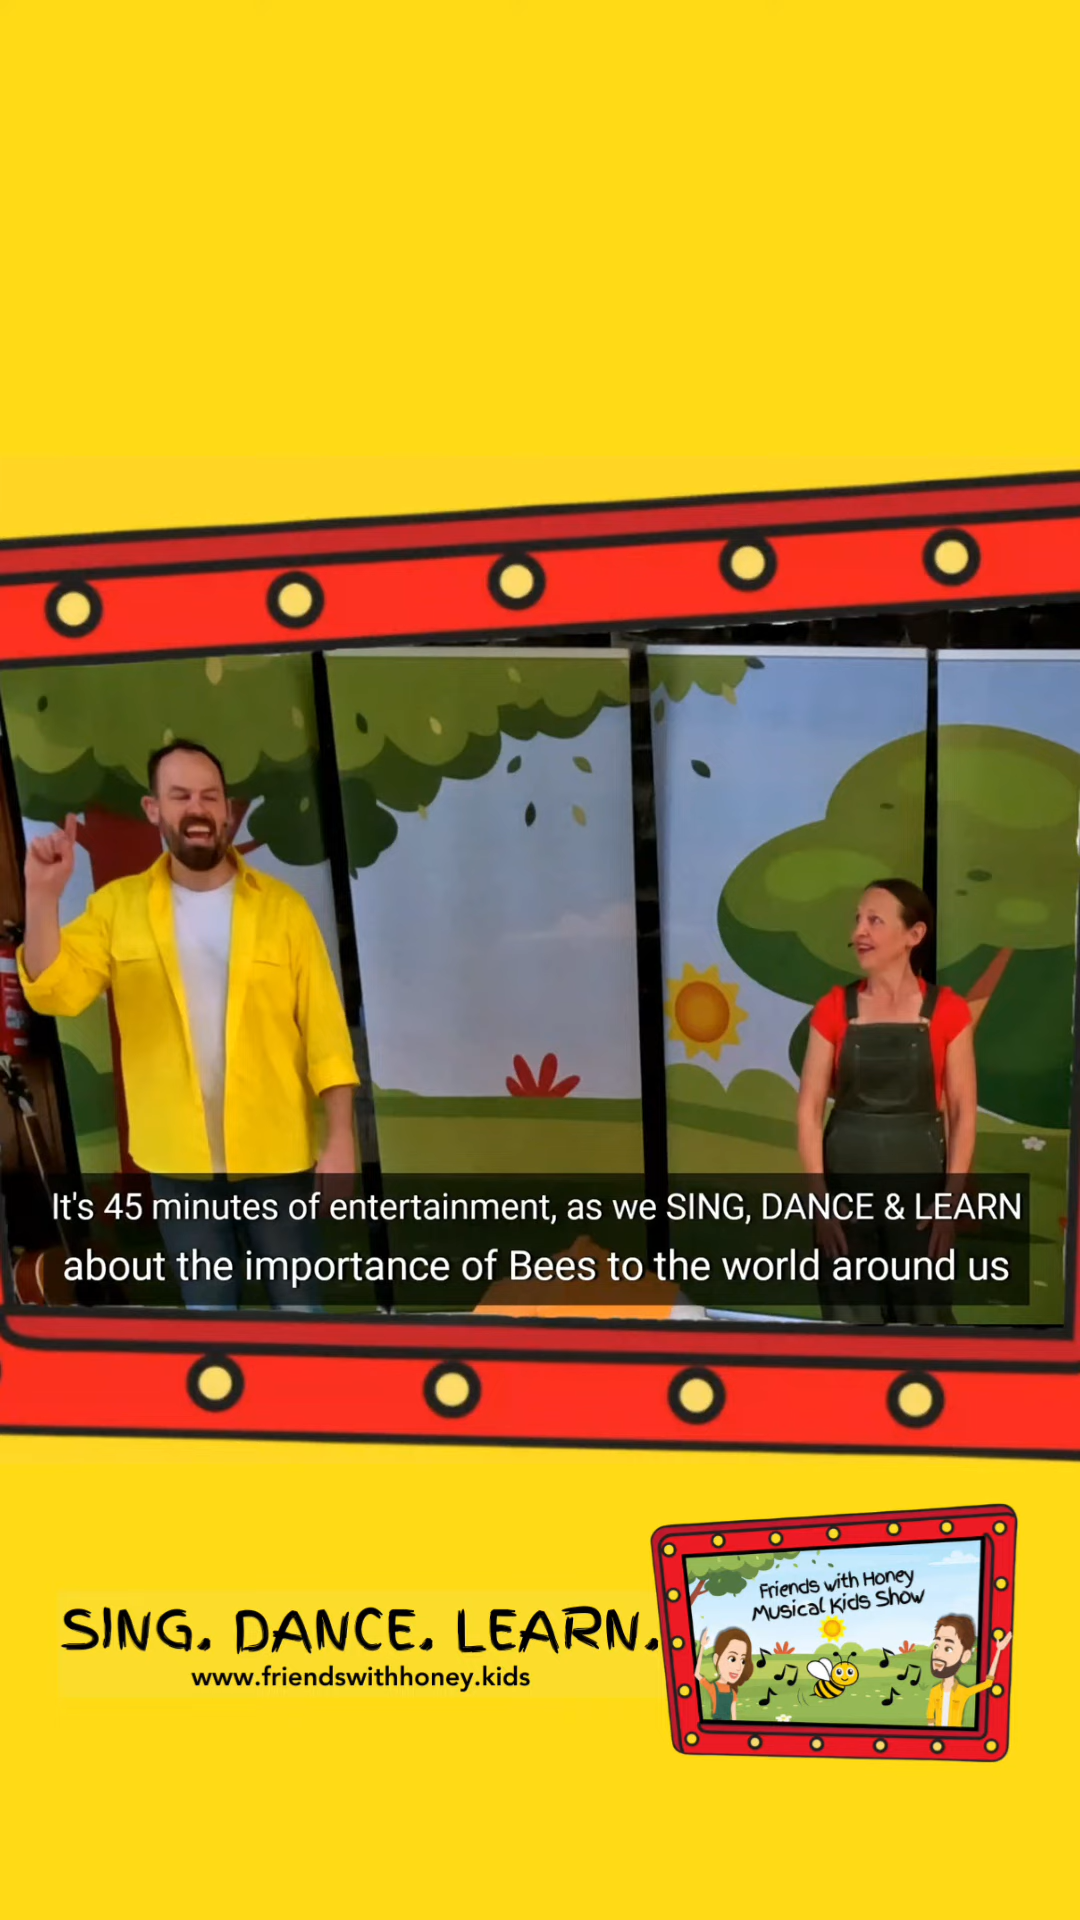 It's 45 minutes of entertainment, as we SING, DANCE & LEARN
about the importance of Bees to the world around us
Friends with Honey
Musical Kids Show
SING. DANCE. LEARN.
www.friendswithhoney.kids